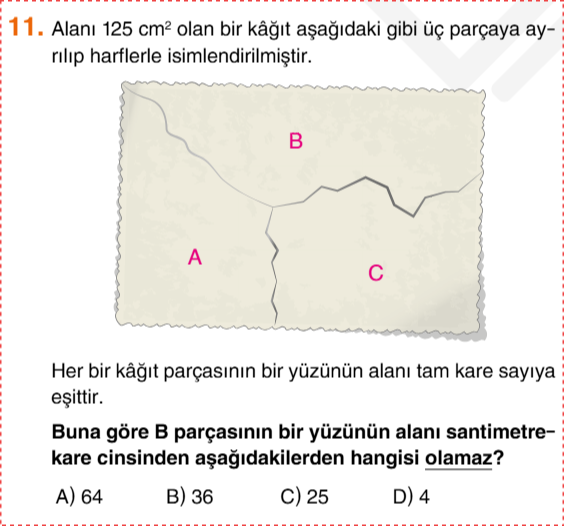 11. Alanı 125 cm² olan bir kâğıt aşağıdaki gibi üç parçaya ay-
rılıp harflerle isimlendirilmiştir.
B
A
C
Her bir kâğıt parçasının bir yüzünün alanı tam kare sayıya
eşittir.
Buna göre B parçasının bir yüzünün alanı santimetre-
kare cinsinden aşağıdakilerden hangisi olamaz?
A) 64 B) 36 C) 25 D) 4